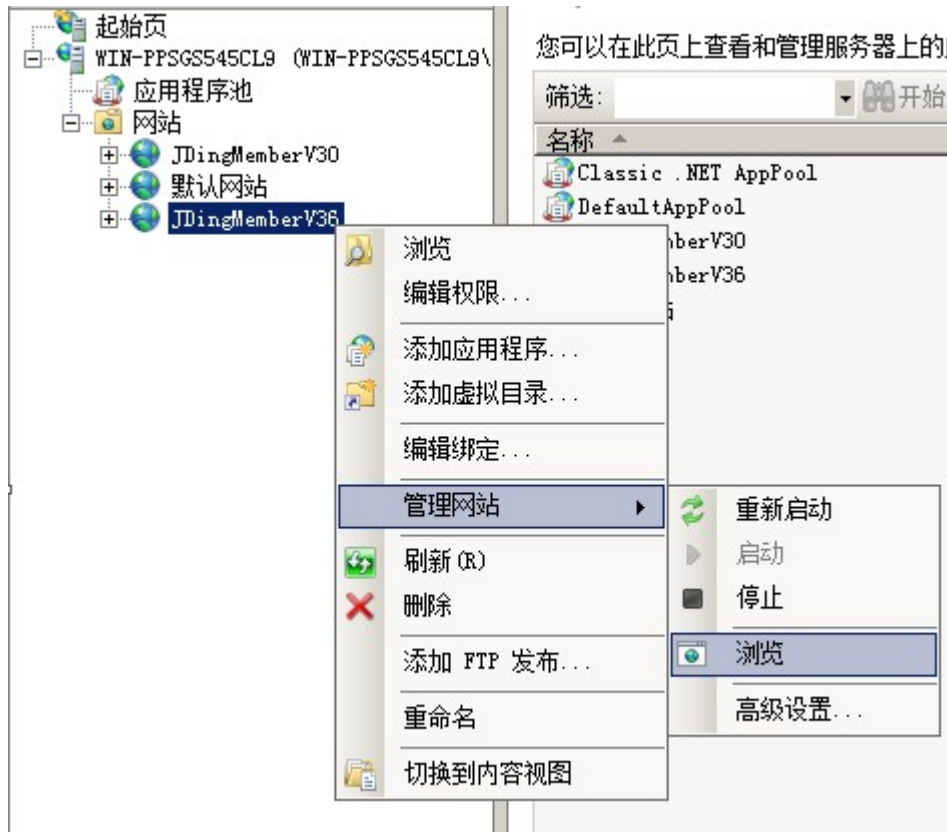 起始页
WIN-PPSGS545CL9 (WIN-PPSGS545CL9\
应用程序池
网站
JDingMemberV30
默认网站
JDingMemberV36
您可以在此页上查看和管理服务器上的
筛选:
开始
名称
Classic .NET AppPool
DefaultAppPool
berV30
berV36
浏览
编辑权限...
添加应用程序...
添加虚拟目录...
编辑绑定...
管理网站
刷新(R)
删除
添加 FTP 发布...
重命名
切换到内容视图
重新启动
启动
停止
浏览
高级设置...